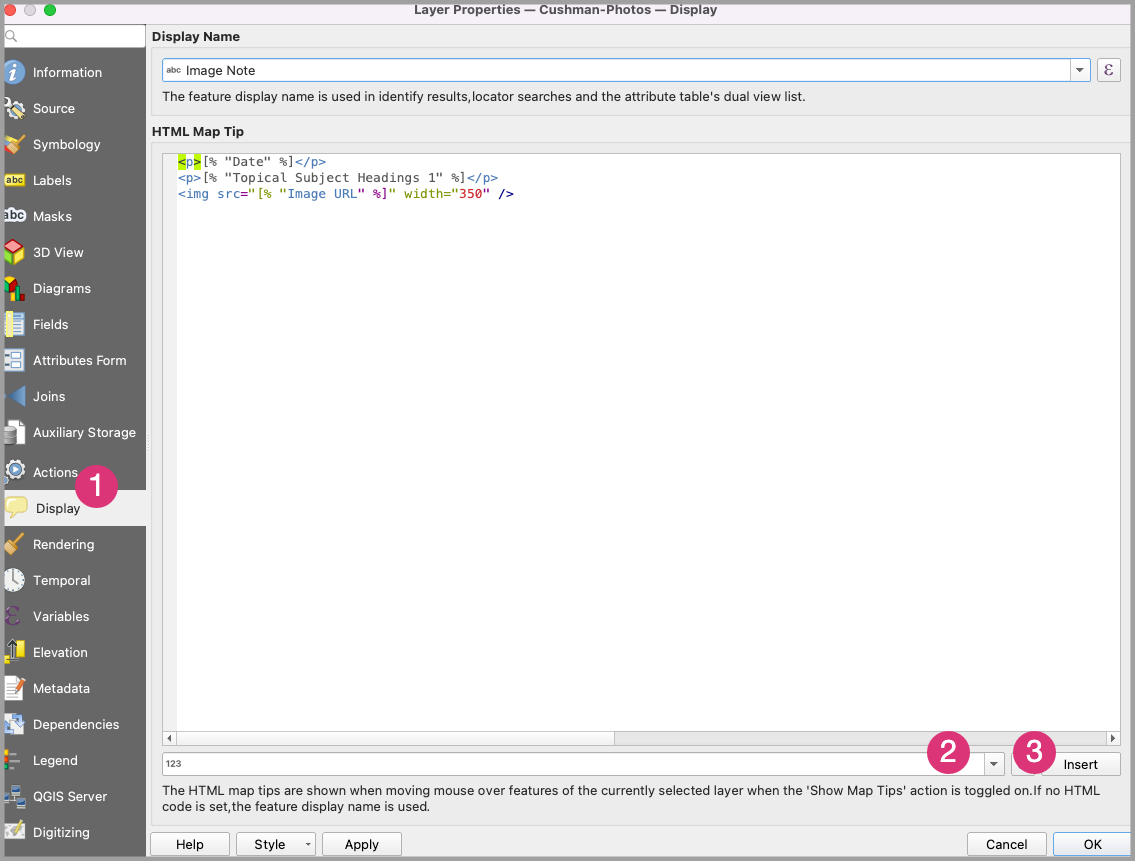 Layer Properties — Cushman-Photos — Display
Information
Source
Symbology
abc Labels
abc Masks
3D View
Diagrams
Fields
Attributes Form
Joins
Auxiliary Storage
Actions
1
Display
Rendering
Temporal
Variables
Elevation
Metadata
Dependencies
Legend
QGIS Server
Digitizing
Display Name
abc Image Note
ε
The feature display name is used in identify results,locator searches and the attribute table's dual view list.
HTML Map Tip
<p>[% "Date" %]</p>
<p>[% "Topical Subject Headings 1" %]</p>
<img src="[% "Image URL" %]" width="350" />
123
2
3
Insert
The HTML map tips are shown when moving mouse over features of the currently selected layer when the 'Show Map Tips' action is toggled on.If no HTML
code is set,the feature display name is used.
Help
Style
Apply
Cancel
OK